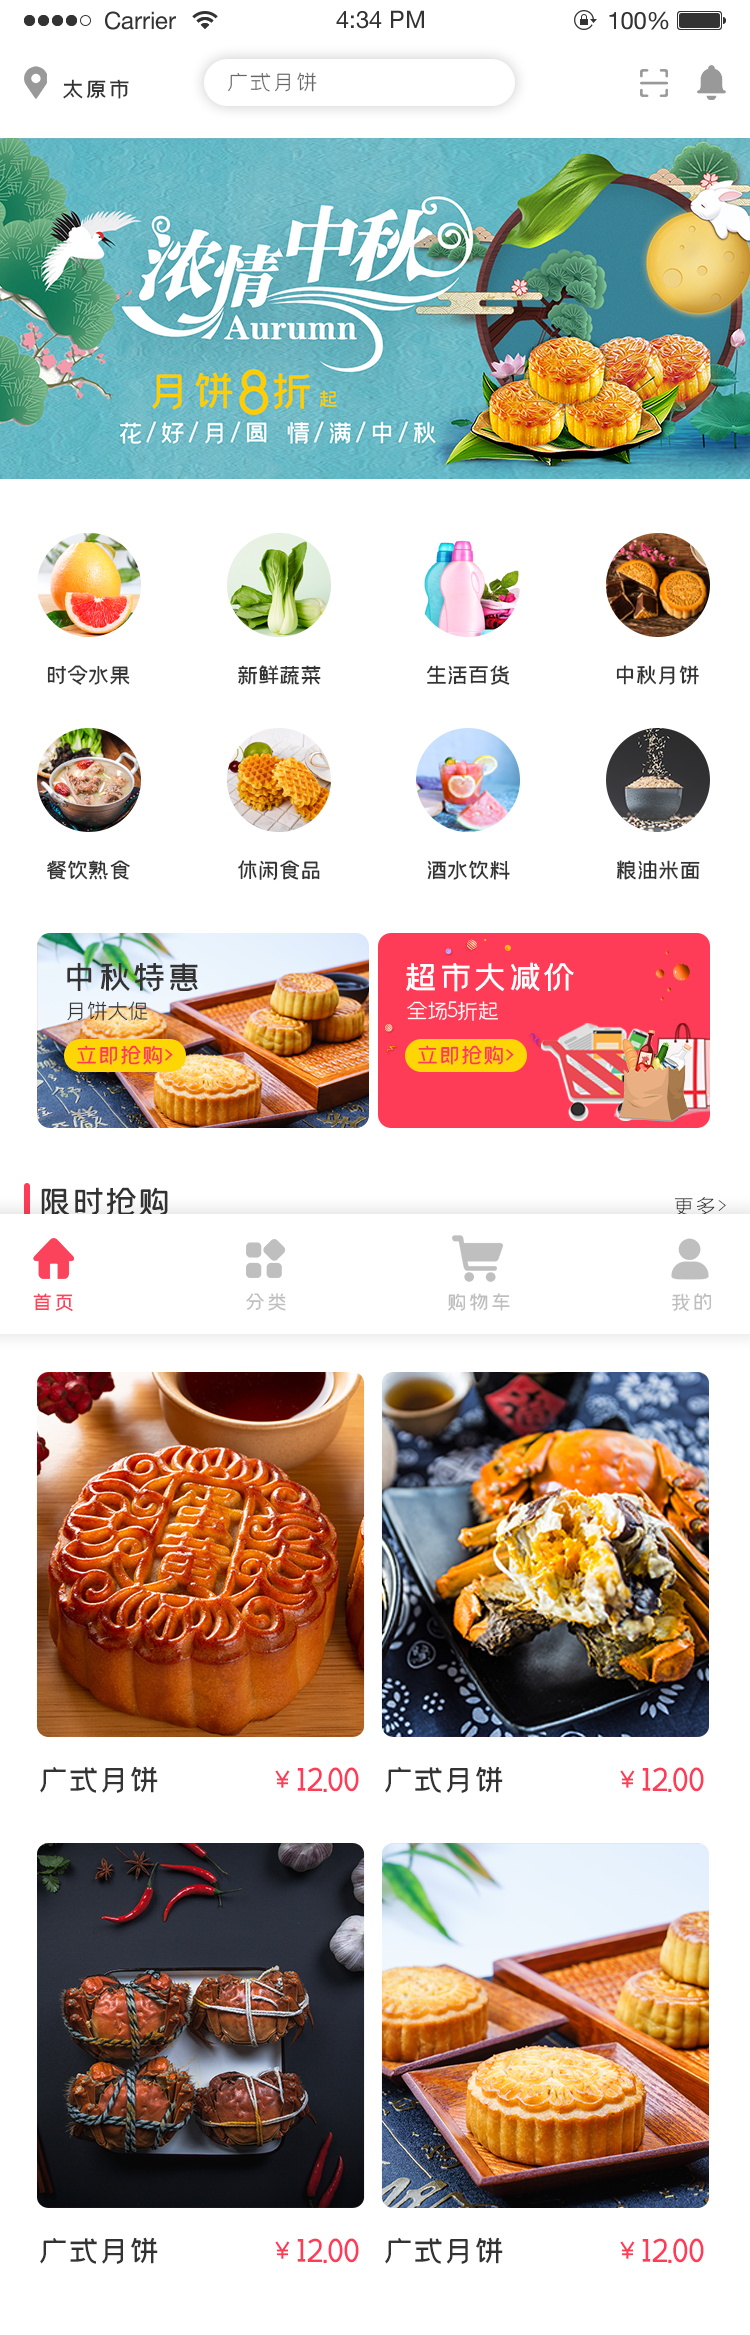 Carrier 4:34 PM 100%
太原市 广式月饼
浓情中秋
Aurumn
月饼8折起
花/好/月/圆 情/满/中/秋
时令水果 新鲜蔬菜 生活百货 中秋月饼
餐饮熟食 休闲食品 酒水饮料 粮油米面
中秋特惠
月饼大促
立即抢购>
超市大减价
全场5折起
立即抢购>
限时抢购 更多>
首页 分类 购物车 我的
广式月饼 ¥12.00 广式月饼 ¥12.00
广式月饼 ¥12.00 广式月饼 ¥12.00